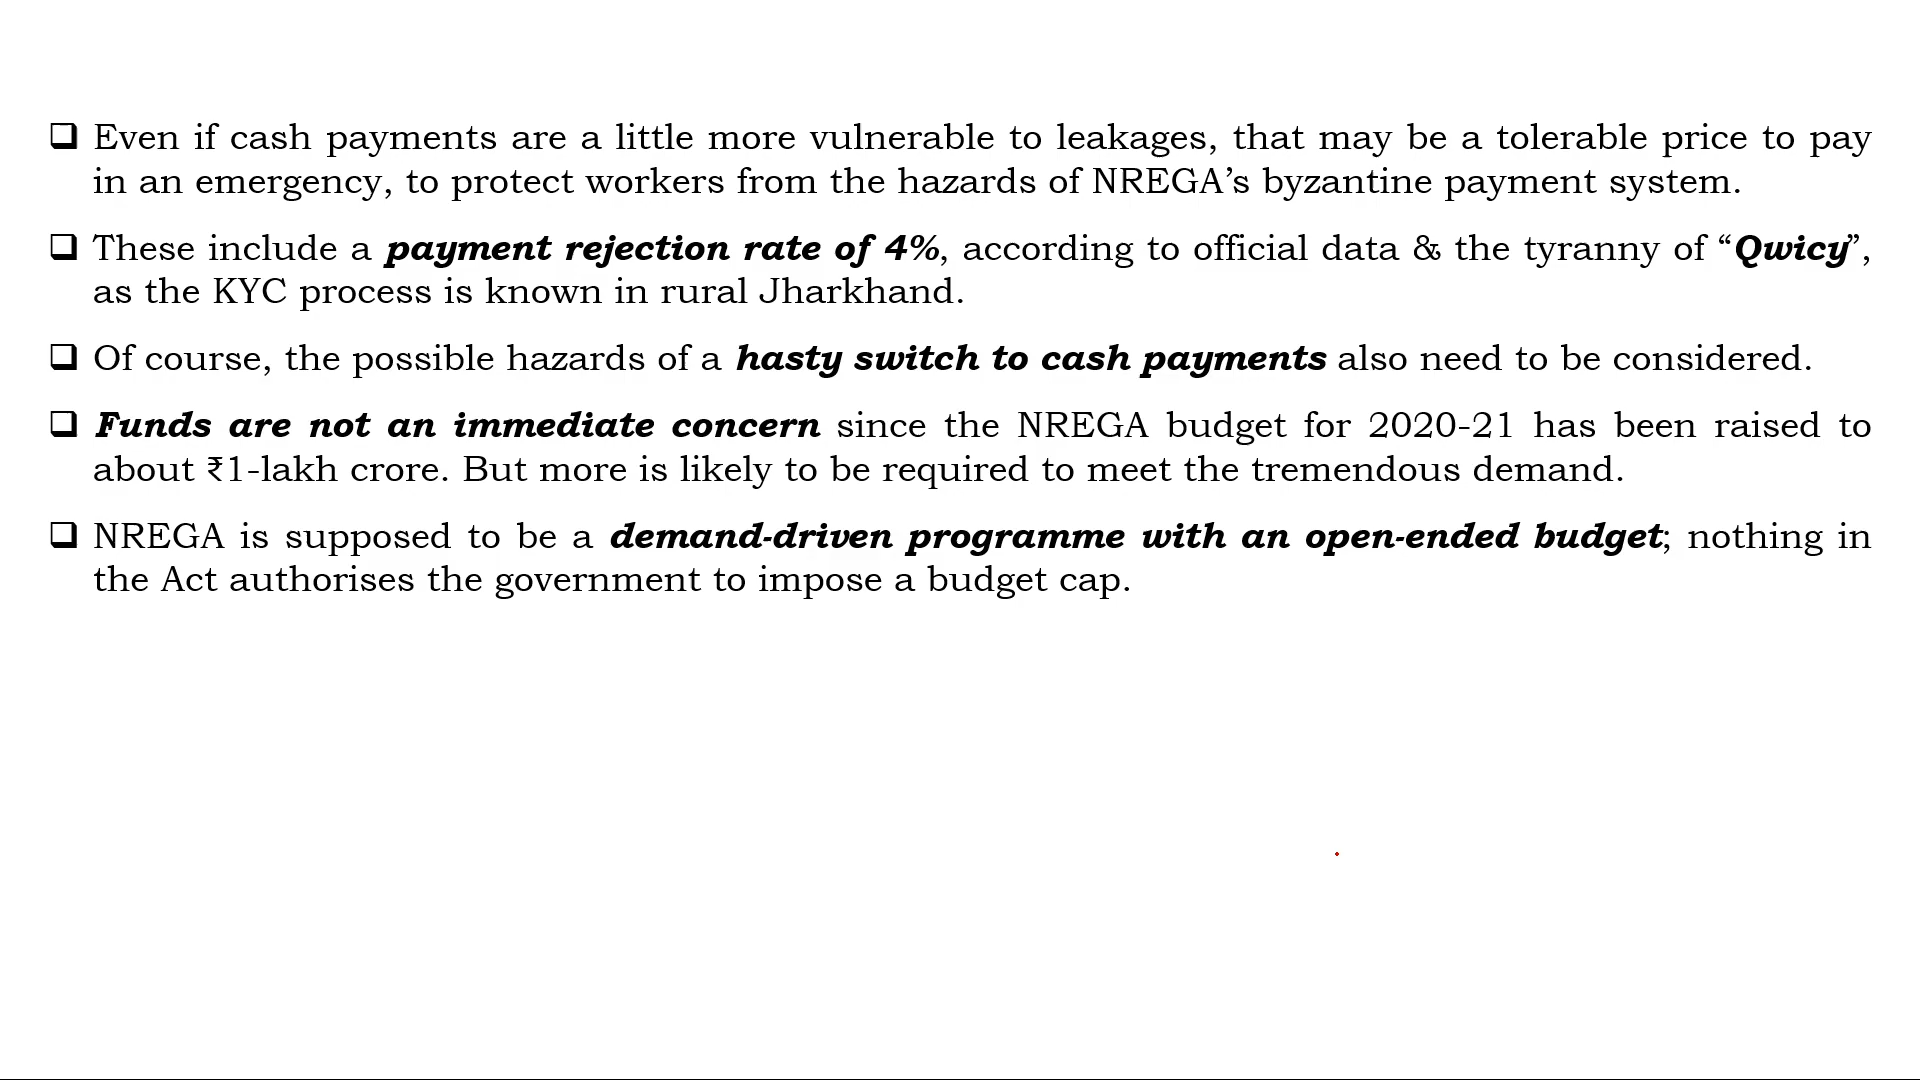 ❑ Even if cash payments are a little more vulnerable to leakages, that may be a tolerable price to pay
in an emergency, to protect workers from the hazards of NREGA’s byzantine payment system.
❑ These include a payment rejection rate of 4%, according to official data & the tyranny of “Qwicy”,
as the KYC process is known in rural Jharkhand.
❑ Of course, the possible hazards of a hasty switch to cash payments also need to be considered.
❑ Funds are not an immediate concern since the NREGA budget for 2020-21 has been raised to
about ₹1-lakh crore. But more is likely to be required to meet the tremendous demand.
❑ NREGA is supposed to be a demand-driven programme with an open-ended budget; nothing in
the Act authorises the government to impose a budget cap.